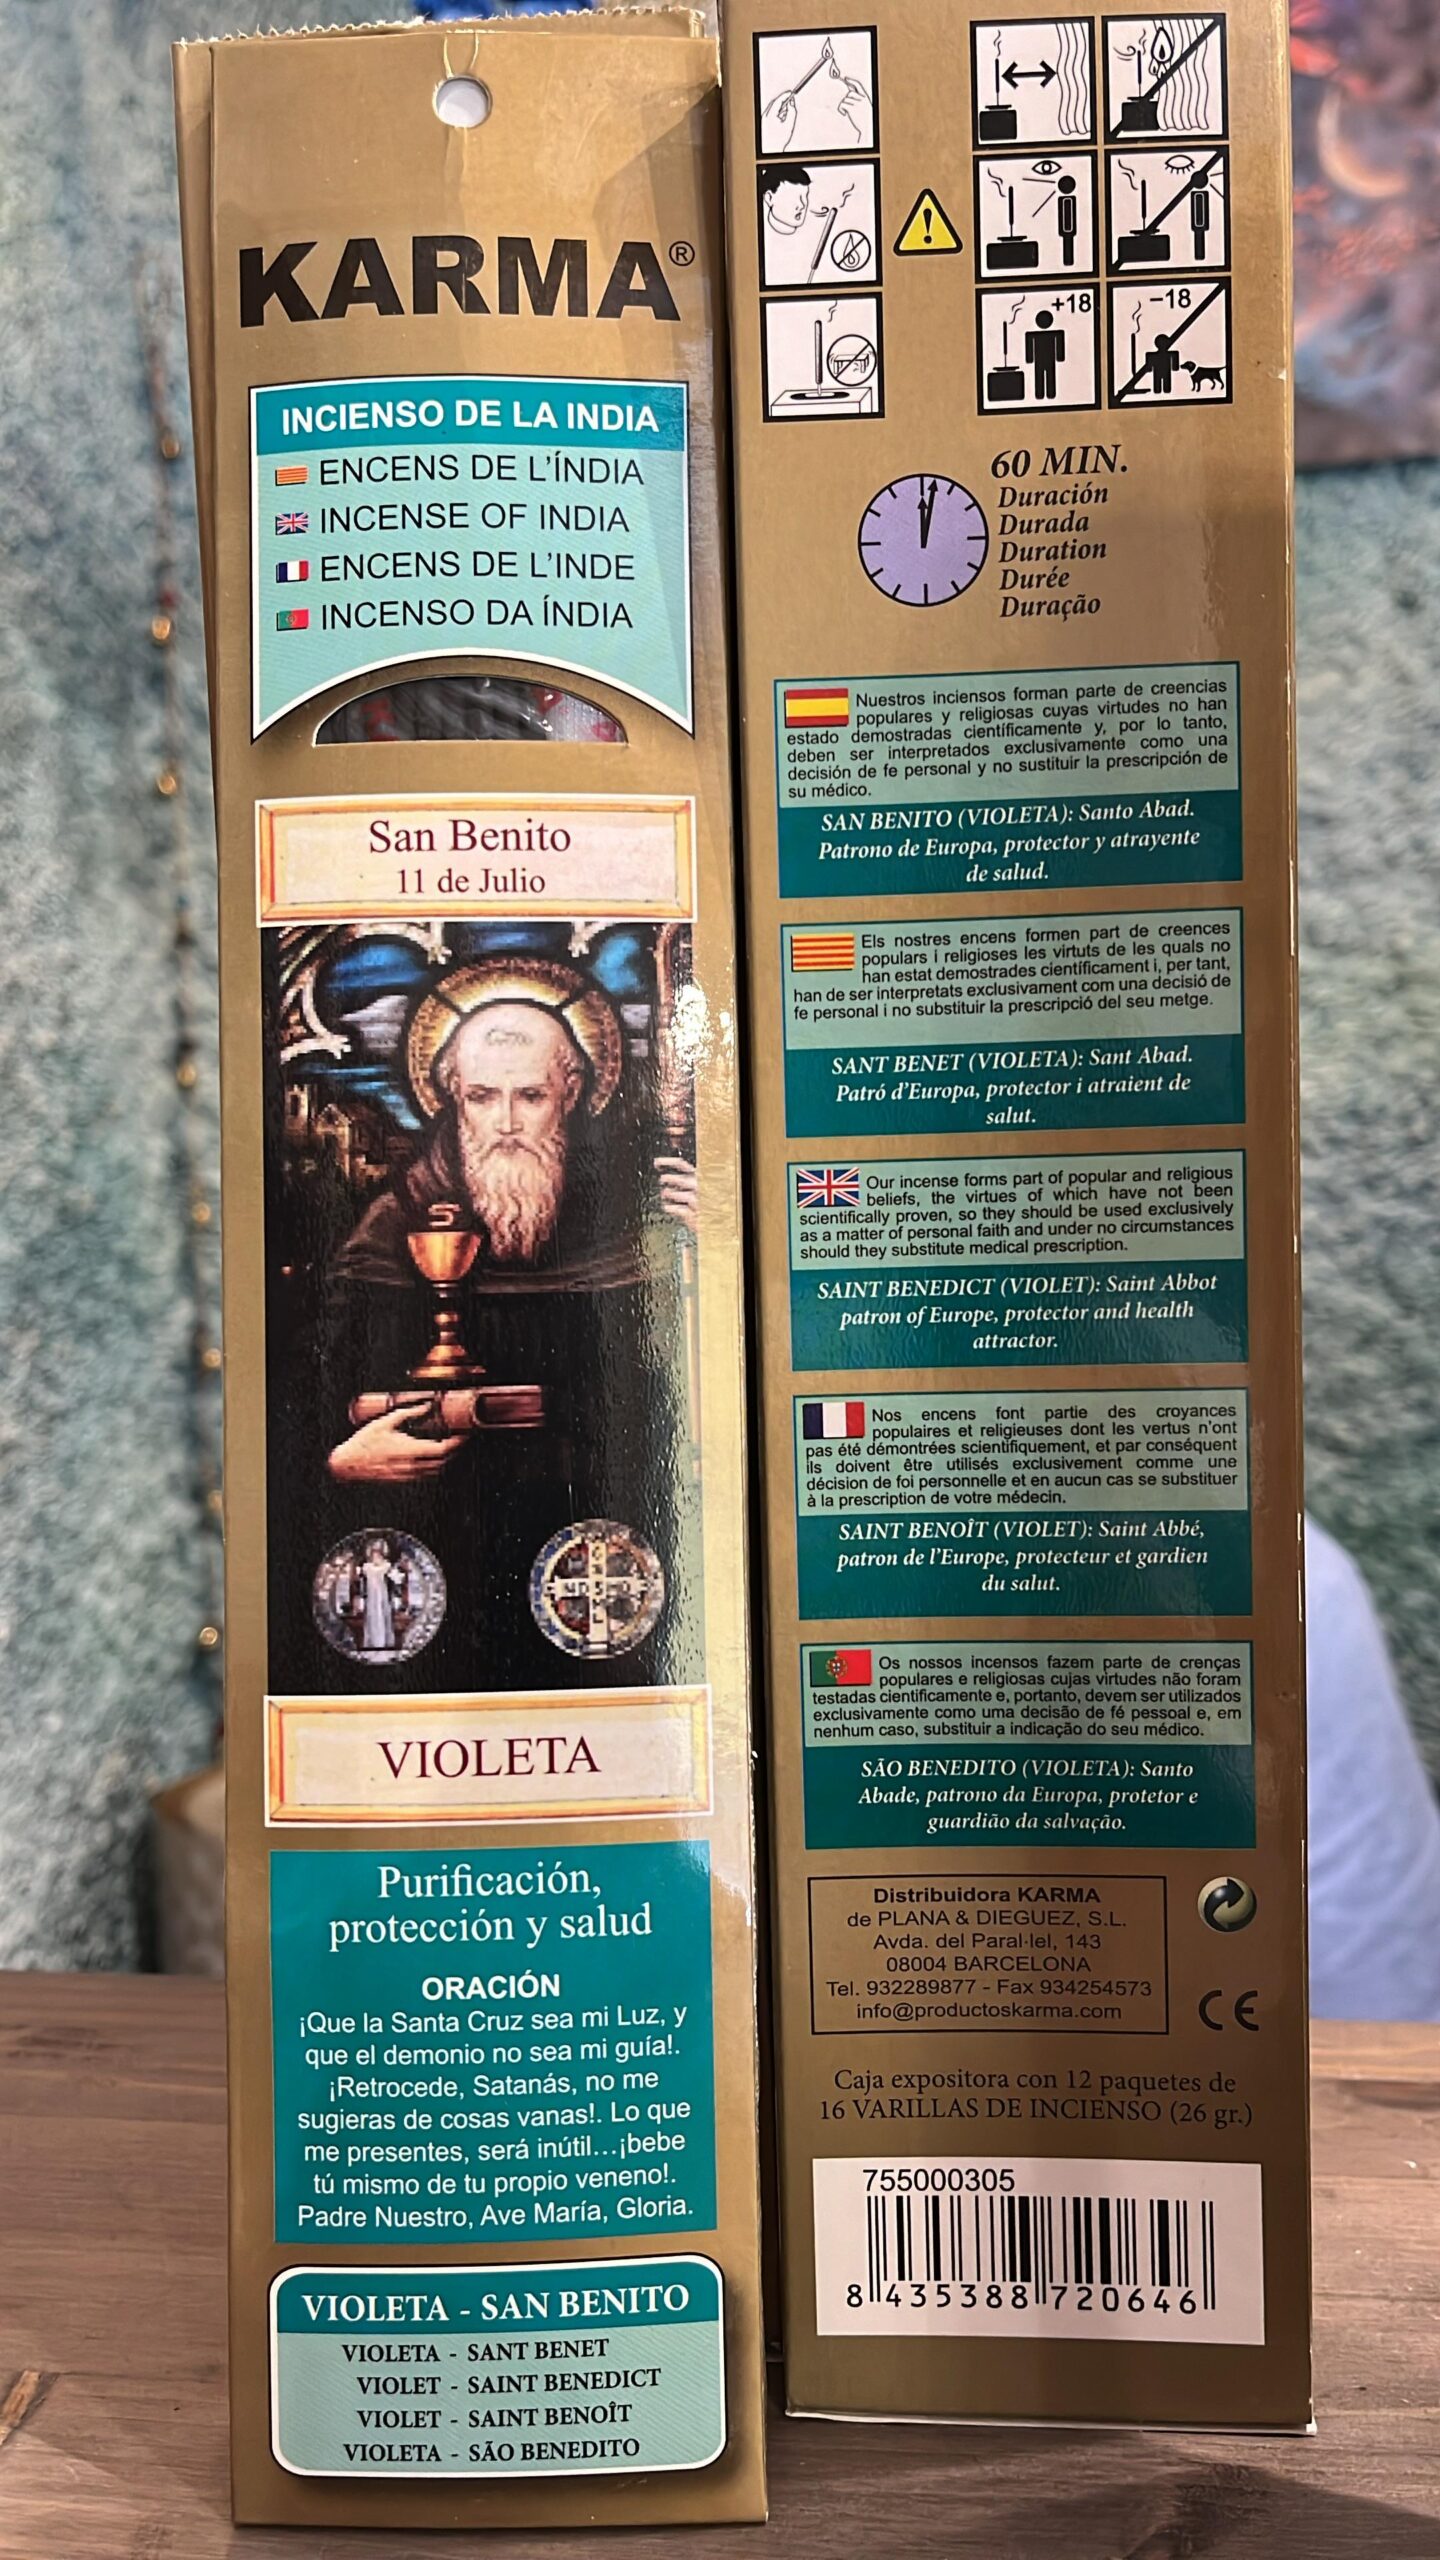 KARMA®
INCIENSO DE LA INDIA
ENCENS DE L'ÍNDIA
INCENSE OF INDIA
ENCENS DE L'INDE
INCENSO DA ÍNDIA
San Benito
11 de Julio
VIOLETA
Purificación,
protección y salud
ORACIÓN
¡Que la Santa Cruz sea mi Luz, y
que el demonio no sea mi guía!.
¡Retrocede, Satanás, no me
sugieras de cosas vanas!. Lo que
me presentes, será inútil...¡bebe
tú mismo de tu propio veneno!.
Padre Nuestro, Ave María, Gloria.
VIOLETA - SAN BENITO
VIOLETA - SANT BENET
VIOLET - SAINT BENEDICT
VIOLET - SAINT BENOÎT
VIOLETA - SÃO BENEDITO
+18
-18
60 MIN.
Duración
Durada
Duration
Durée
Duração
Nuestros inciensos forman parte de creencias
populares y religiosas cuyas virtudes no han
estado demostradas científicamente y, por lo tanto,
deben ser interpretados exclusivamente como una
decisión de fe personal y no sustituir la prescripción de
su médico.
SAN BENITO (VIOLETA): Santo Abad.
Patrono de Europa, protector y atrayente
de salud.
Els nostres encens formen part de creences
populars i religioses les virtuts de les quals no
han estat demostrades científicament i, per tant,
han de ser interpretats exclusivament com una decisió de
fe personal i no substituir la prescripció del seu metge.
SANT BENET (VIOLETA): Sant Abad.
Patró d'Europa, protector i atraient de
salut.
Our incense forms part of popular and religious
beliefs, the virtues of which have not been
scientifically proven, so they should be used exclusively
as a matter of personal faith and under no circumstances
should they substitute medical prescription.
SAINT BENEDICT (VIOLET): Saint Abbot
patron of Europe, protector and health
attractor.
Nos encens font partie des croyances
populaires et religieuses dont les vertus n'ont
pas été démontrées scientifiquement, et par conséquent
ils doivent être utilisés exclusivement comme une
décision de foi personnelle et en aucun cas se substituer
à la prescription de votre médecin.
SAINT BENOÎT (VIOLET): Saint Abbé,
patron de l'Europe, protecteur et gardien
du salut.
Os nossos incensos fazem parte de crenças
populares e religiosas cujas virtudes não foram
testadas cientificamente e, portanto, devem ser utilizados
exclusivamente como uma decisão de fé pessoal e, em
nenhum caso, substituir a indicação do seu médico.
SÃO BENEDITO (VIOLETA): Santo
Abade, patrono da Europa, protetor e
guardião da salvação.
Distribuidora KARMA
de PLANA & DIEGUEZ, S.L.
Avda. del Paral·lel, 143
08004 BARCELONA
Tel. 932289877 - Fax 934254573
info@productoskarma.com
CE
Caja expositora con 12 paquetes de
16 VARILLAS DE INCIENSO (26 gr.)
755000305
8 435388 720646